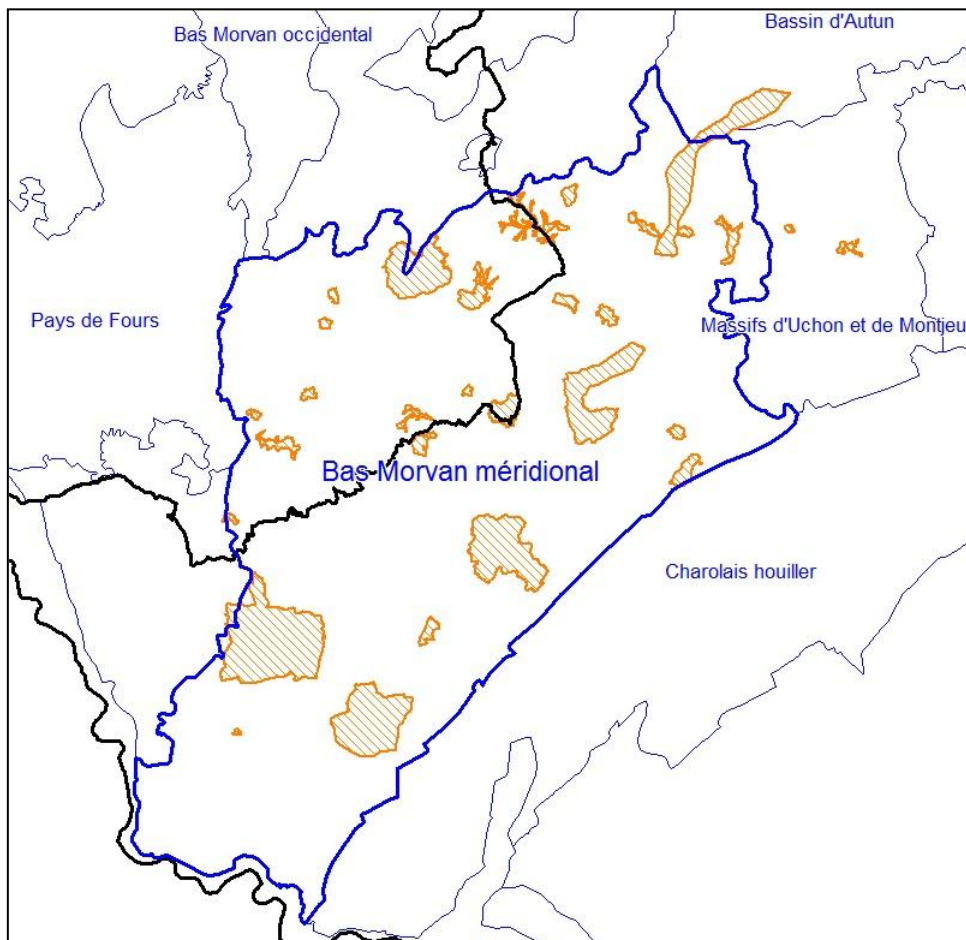 Bassin d'Autun
Bas Morvan occidental
Pays de Fours
Massifs d'Uchon et de Montjeu
Bas Morvan méridional
Charolais houiller